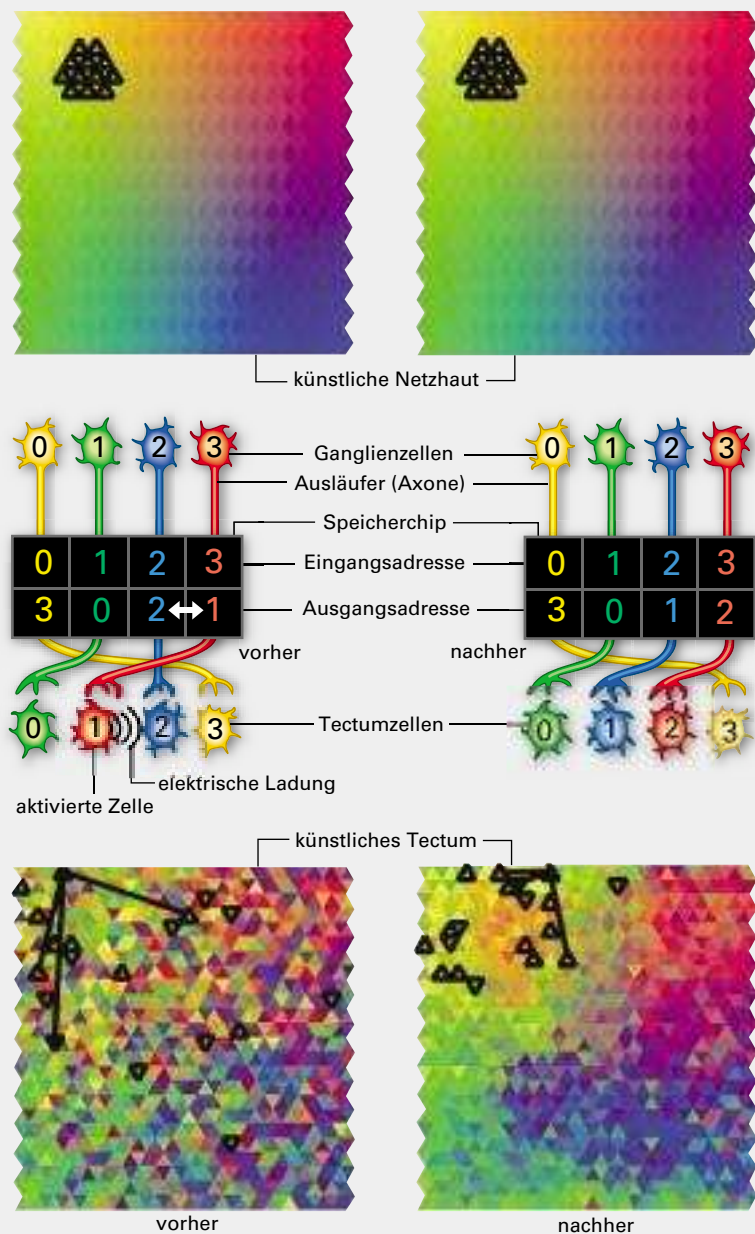 künstliche Netzhaut
0 1 2 3
0 1 2 3
Ganglienzellen
Ausläufer (Axone)
Speicherchip
0 1 2 3
Eingangsadresse
0 1 2 3
3 0 2 1
Ausgangsadresse
3 0 1 2
vorher
nachher
0 1 2 3
Tectumzellen
0 1 2 3
elektrische Ladung
aktivierte Zelle
künstliches Tectum
vorher
nachher